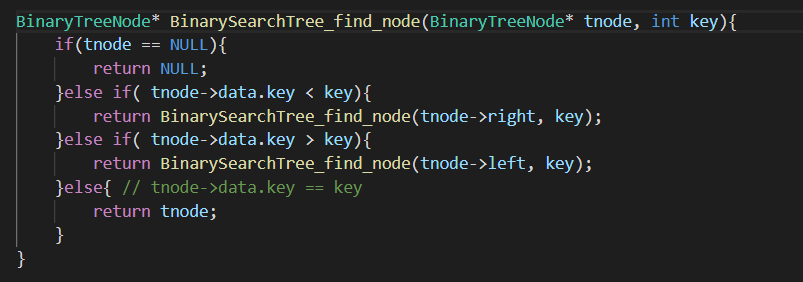 BinaryTreeNode* BinarySearchTree_find_node(BinaryTreeNode* tnode, int key){
    if(tnode == NULL){
        return NULL;
    }else if( tnode->data.key < key){
        return BinarySearchTree_find_node(tnode->right, key);
    }else if( tnode->data.key > key){
        return BinarySearchTree_find_node(tnode->left, key);
    }else{ // tnode->data.key == key
        return tnode;
    }
}